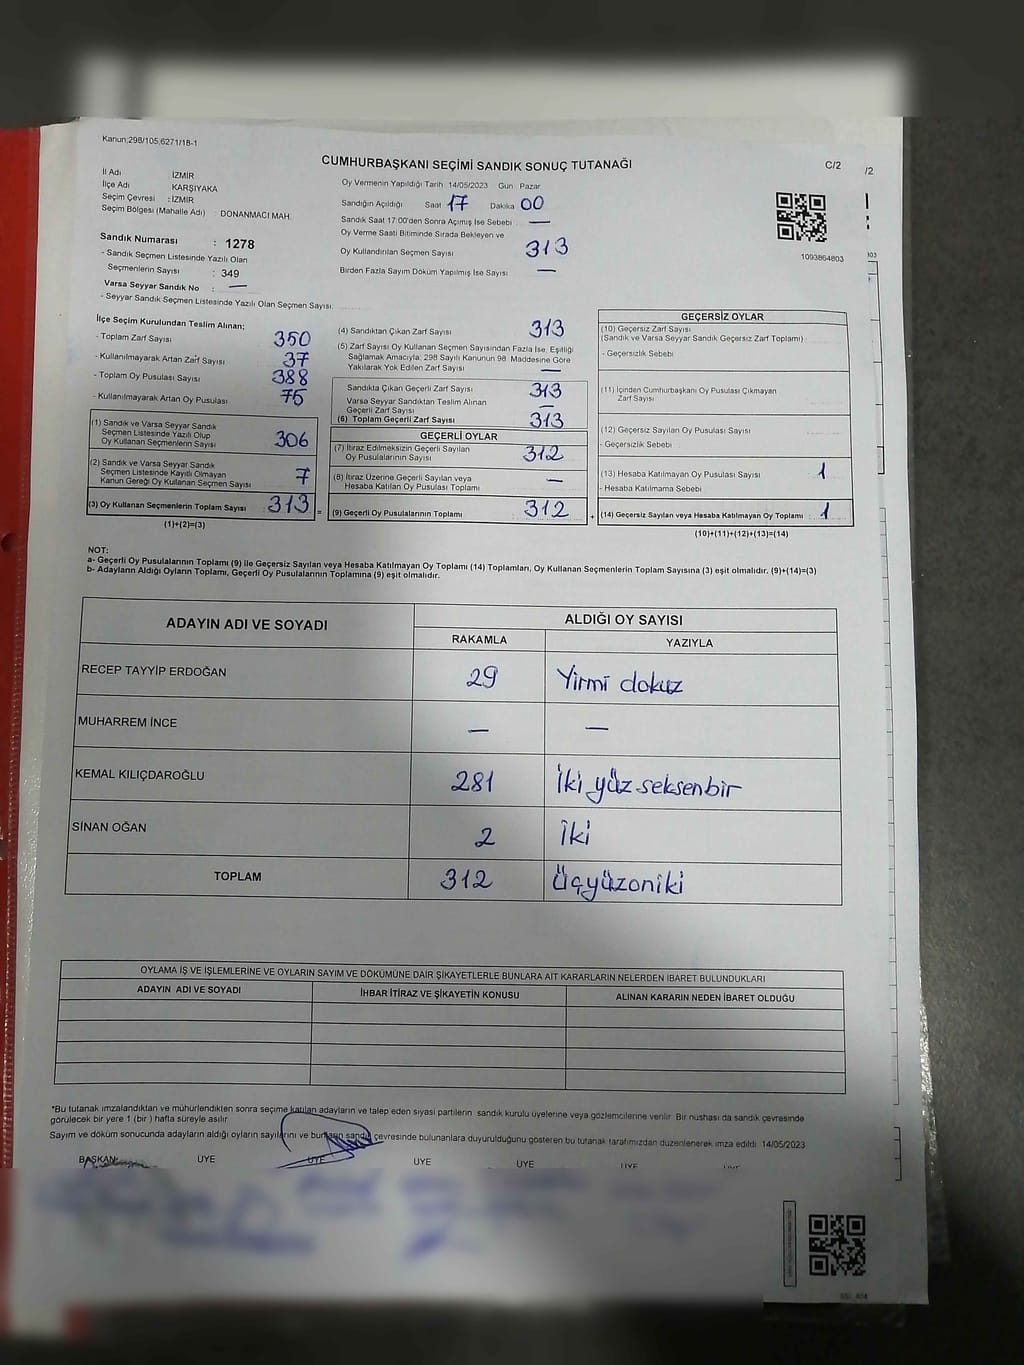 Kanun;298/105,6271/18-1
CUMHURBAŞKANI SEÇİMİ SANDIK SONUÇ TUTANAĞI
C/2
/2
İl Adı İZMİR
İlçe Adı KARŞIYAKA
Seçim Çevresi : İZMİR
Seçim Bölgesi (Mahalle Adı) : DONANMACI MAH.
Oy Vermenin Yapıldığı Tarih 14/05/2023 Gün Pazar
Sandığın Açıldığı Saat 17 Dakika 00
Sandık Saat 17:00'den Sonra Açımış İse Sebebi : —
Oy Verme Saati Bitiminde Sırada Bekleyen ve
Oy Kullandırılan Seçmen Sayısı 313
Birden Fazla Sayım Döküm Yapılmış İse Sayısı —
1093864803
Sandık Numarası : 1278
- Sandık Seçmen Listesinde Yazılı Olan
Seçmenlerin Sayısı : 349
Varsa Seyyar Sandık No : —
- Seyyar Sandık Seçmen Listesinde Yazılı Olan Seçmen Sayısı:
İlçe Seçim Kurulundan Teslim Alınan;
- Toplam Zarf Sayısı 350
- Kullanılmayarak Artan Zarf Sayısı 37
- Toplam Oy Pusulası Sayısı 388
- Kullanılmayarak Artan Oy Pusulası 75
(1) Sandık ve Varsa Seyyar Sandık
Seçmen Listesinde Yazılı Olup
Oy Kullanan Seçmenlerin Sayısı 306
(2) Sandık ve Varsa Seyyar Sandık
Seçmen Listesinde Kayıtlı Olmayan
Kanun Gereği Oy Kullanan Seçmen Sayısı 7
(3) Oy Kullanan Seçmenlerin Toplam Sayısı 313 =
(1)+(2)=(3)
(4) Sandıktan Çıkan Zarf Sayısı 313
(5) Zarf Sayısı Oy Kullanan Seçmen Sayısından Fazla İse, Eşitliği
Sağlamak Amacıyla; 298 Sayılı Kanunun 98. Maddesine Göre
Yakılarak Yok Edilen Zarf Sayısı —
Sandıkta Çıkan Geçerli Zarf Sayısı 313
Varsa Seyyar Sandıktan Teslim Alınan
Geçerli Zarf Sayısı —
(6) Toplam Geçerli Zarf Sayısı 313
GEÇERLİ OYLAR
(7) İtiraz Edilmeksizin Geçerli Sayılan
Oy Pusulalarının Sayısı 312
(8) İtiraz Üzerine Geçerli Sayılan veya
Hesaba Katılan Oy Pusulası Toplamı —
(9) Geçerli Oy Pusulalarının Toplamı 312 +
GEÇERSİZ OYLAR
(10) Geçersiz Zarf Sayısı
(Sandık ve Varsa Seyyar Sandık Geçersiz Zarf Toplamı)
- Geçersizlik Sebebi
(11) İçinden Cumhurbaşkanı Oy Pusulası Çıkmayan
Zarf Sayısı
(12) Geçersiz Sayılan Oy Pusulası Sayısı
- Geçersizlik Sebebi
(13) Hesaba Katılmayan Oy Pusulası Sayısı 1
- Hesaba Katılmama Sebebi
(14) Geçersiz Sayılan veya Hesaba Katılmayan Oy Toplamı 1
(10)+(11)+(12)+(13)=(14)
NOT:
a- Geçerli Oy Pusulalarının Toplamı (9) ile Geçersiz Sayılan veya Hesaba Katılmayan Oy Toplamı (14) Toplamları, Oy Kullanan Seçmenlerin Toplam Sayısına (3) eşit olmalıdır. (9)+(14)=(3)
b- Adayların Aldığı Oyların Toplamı, Geçerli Oy Pusulalarının Toplamına (9) eşit olmalıdır.
ADAYIN ADI VE SOYADI ALDIĞI OY SAYISI
RAKAMLA YAZIYLA
RECEP TAYYİP ERDOĞAN 29 Yirmi dokuz
MUHARREM İNCE — —
KEMAL KILIÇDAROĞLU 281 İki yüz seksenbir
SİNAN OĞAN 2 İki
TOPLAM 312 Üçyüzoniki
OYLAMA İŞ VE İŞLEMLERİNE VE OYLARIN SAYIM VE DÖKÜMÜNE DAİR ŞİKAYETLERLE BUNLARA AİT KARARLARIN NELERDEN İBARET BULUNDUKLARI
ADAYIN ADI VE SOYADI İHBAR İTİRAZ VE ŞİKAYETİN KONUSU ALINAN KARARIN NEDEN İBARET OLDUĞU
*Bu tutanak imzalandıktan ve mühürlendikten sonra seçime katılan adayların ve talep eden siyasi partilerin sandık kurulu üyelerine veya gözlemcilerine verilir. Bir nüshası da sandık çevresinde
görülecek bir yere 1 (bir) hafta süreyle asılır.
Sayım ve döküm sonucunda adayların aldığı oyların sayılarını ve bunların sandık çevresinde bulunanlara duyurulduğunu gösteren bu tutanak tarafımızdan düzenlenerek imza edildi. 14/05/2023
BAŞKAN ÜYE ÜYE ÜYE ÜYE ÜYE ÜYE